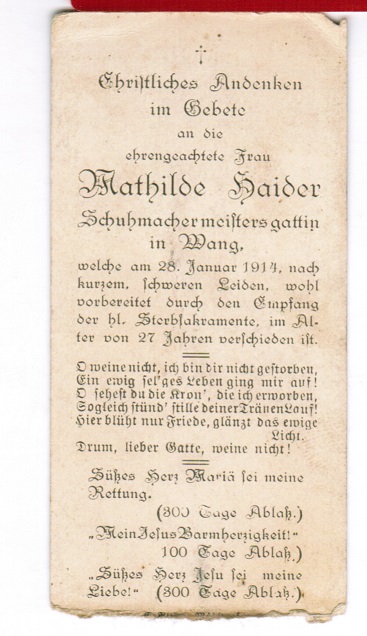 Christliches Andenken
im Gebete
an die
ehrengeachtete Frau
Mathilde Haider
Schuhmachermeistersgattin
in Wang,
welche am 28. Januar 1914, nach
kurzem, schweren Leiden, wohl
vorbereitet durch den Empfang
der hl. Sterbsakramente, im Al-
ter von 27 Jahren verschieden ist.
O weine nicht, ich bin dir nicht gestorben,
Ein ewig sel'ges Leben ging mir auf!
O sehest du die Kron', die ich erworben,
Sogleich stünd' stille deiner Tränen Lauf!
Hier blüht nur Friede, glänzt das ewige
Licht.
Drum, lieber Gatte, weine nicht!
Süßes Herz Mariä sei meine
Rettung.
(300 Tage Ablaß.)
„Mein Jesus Barmherzigkeit!"
100 Tage Ablaß.)
„Süßes Herz Jesu sei meine
Liebe!" (300 Tage Ablaß.)